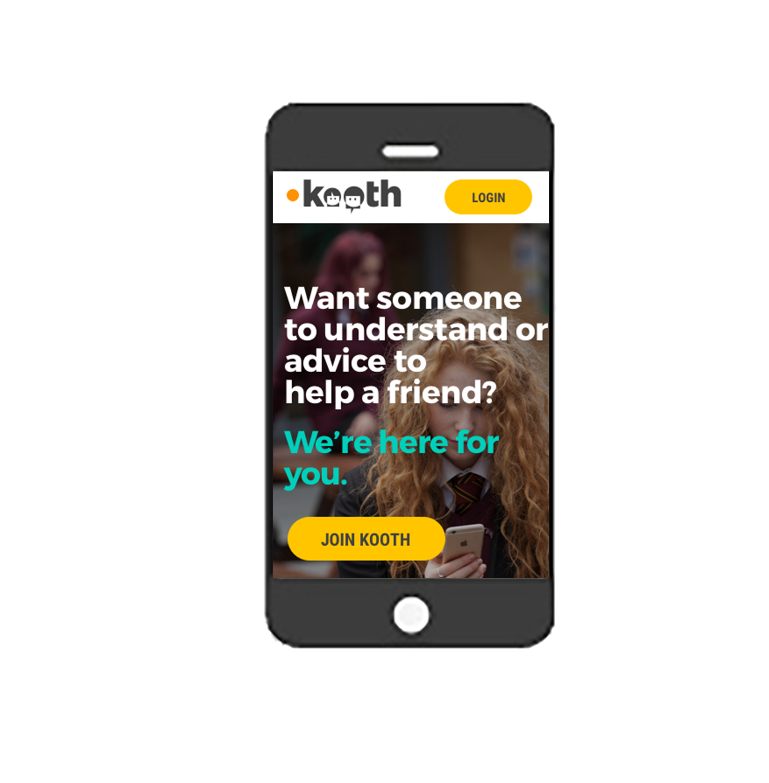 kooth
LOGIN
Want someone
to understand or
advice to
help a friend?
We're here for
you.
JOIN KOOTH